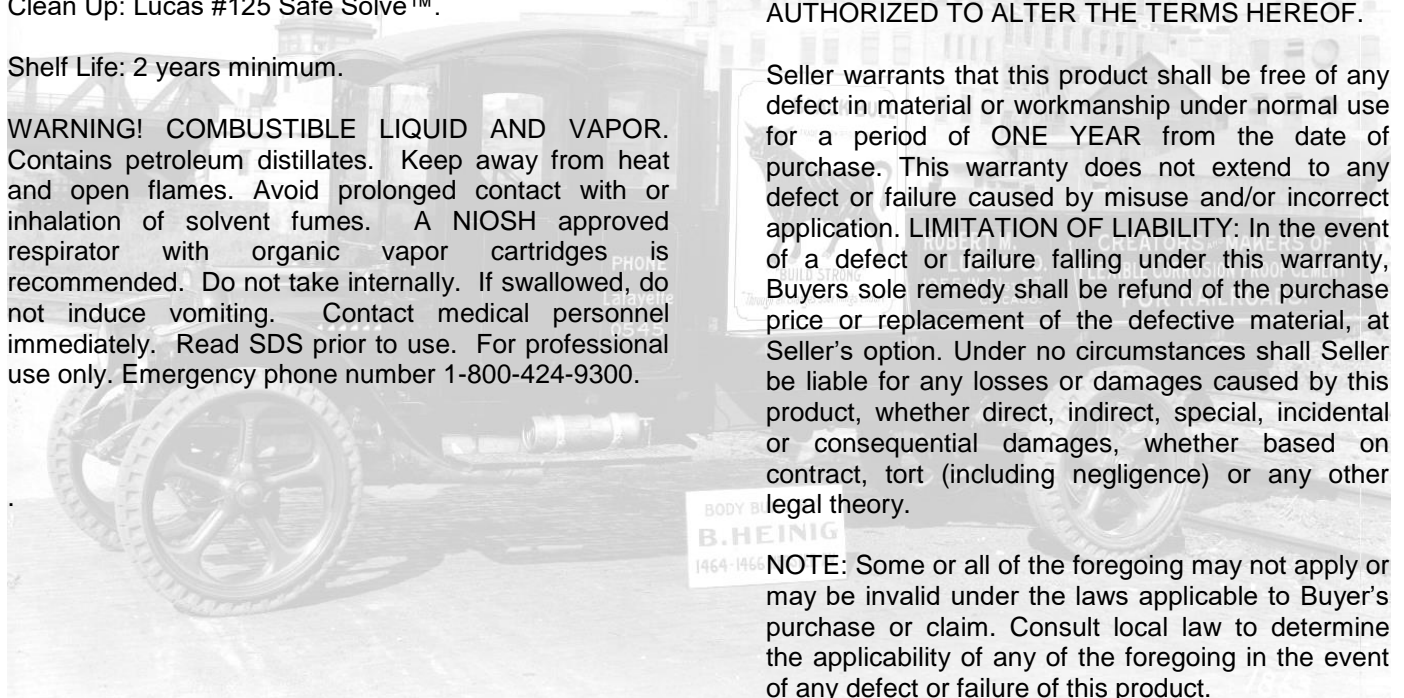 Clean Up: Lucas #125 Safe Solve™.
Shelf Life: 2 years minimum.
WARNING! COMBUSTIBLE LIQUID AND VAPOR.
Contains petroleum distillates. Keep away from heat
and open flames. Avoid prolonged contact with or
inhalation of solvent fumes. A NIOSH approved
respirator with organic vapor cartridges is
recommended. Do not take internally. If swallowed, do
not induce vomiting. Contact medical personnel
immediately. Read SDS prior to use. For professional
use only. Emergency phone number 1-800-424-9300.
.
AUTHORIZED TO ALTER THE TERMS HEREOF.
Seller warrants that this product shall be free of any
defect in material or workmanship under normal use
for a period of ONE YEAR from the date of
purchase. This warranty does not extend to any
defect or failure caused by misuse and/or incorrect
application. LIMITATION OF LIABILITY: In the event
of a defect or failure falling under this warranty,
Buyers sole remedy shall be refund of the purchase
price or replacement of the defective material, at
Seller's option. Under no circumstances shall Seller
be liable for any losses or damages caused by this
product, whether direct, indirect, special, incidental
or consequential damages, whether based on
contract, tort (including negligence) or any other
legal theory.
NOTE: Some or all of the foregoing may not apply or
may be invalid under the laws applicable to Buyer's
purchase or claim. Consult local law to determine
the applicability of any of the foregoing in the event
of any defect or failure of this product.
PHONE
Lafayette
0545
BUILD STRONG
ROBERT M.
CREATORS AND MAKERS OF
FOR RAILROADS.
BODY
B. HEINIG
1464-1466